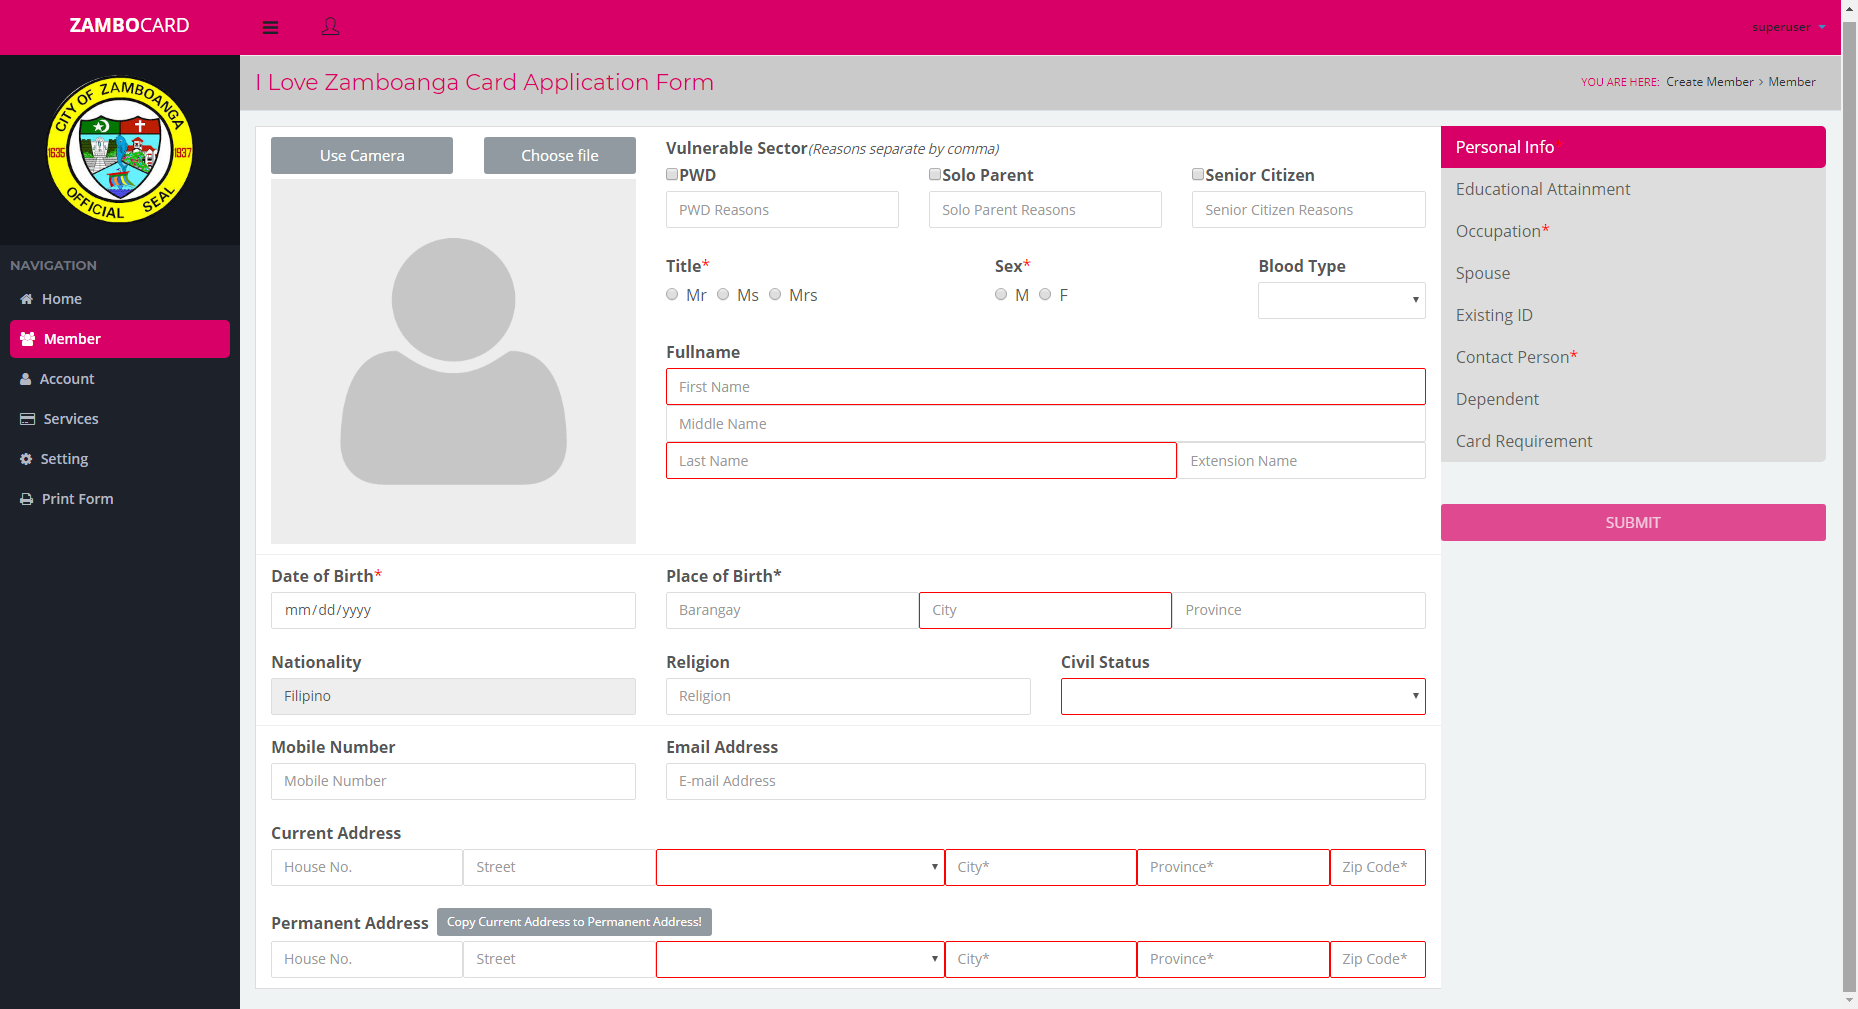 ZAMBOCARD
superuser
CITY OF ZAMBOANGA
1635 1937
OFFICIAL SEAL
NAVIGATION
Home
Member
Account
Services
Setting
Print Form
I Love Zamboanga Card Application Form
YOU ARE HERE: Create Member > Member
Use Camera Choose file
Vulnerable Sector(Reasons separate by comma)
PWD Solo Parent Senior Citizen
PWD Reasons Solo Parent Reasons Senior Citizen Reasons
Title* Sex* Blood Type
Mr Ms Mrs M F
Fullname
First Name
Middle Name
Last Name Extension Name
Date of Birth* Place of Birth*
mm/dd/yyyy Barangay City Province
Nationality Religion Civil Status
Filipino Religion
Mobile Number Email Address
Mobile Number E-mail Address
Current Address
House No. Street City* Province* Zip Code*
Permanent Address Copy Current Address to Permanent Address!
House No. Street City* Province* Zip Code*
Personal Info*
Educational Attainment
Occupation*
Spouse
Existing ID
Contact Person*
Dependent
Card Requirement
SUBMIT